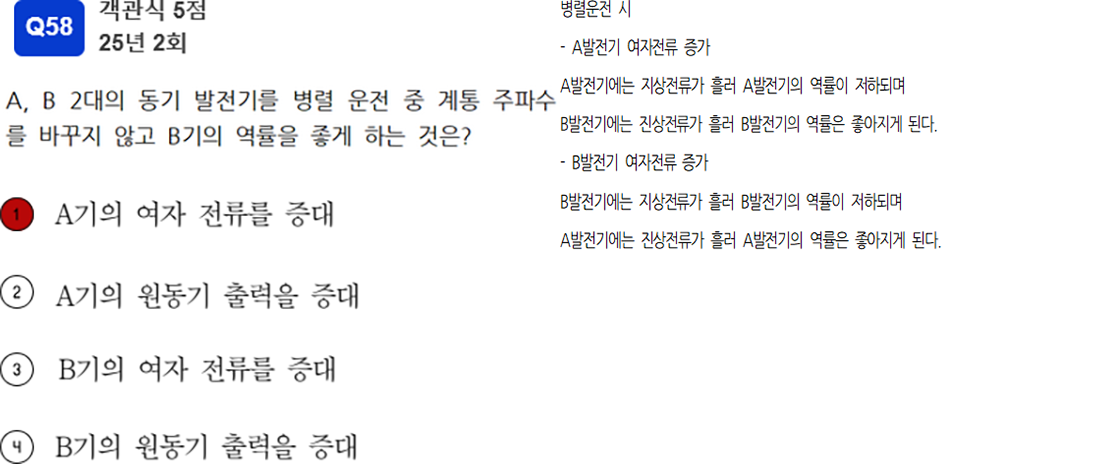 Q58
객관식 5점
25년 2회
A, B 2대의 동기 발전기를 병렬 운전 중 계통 주파수
를 바꾸지 않고 B기의 역률을 좋게 하는 것은?
1 A기의 여자 전류를 증대
2 A기의 원동기 출력을 증대
3 B기의 여자 전류를 증대
4 B기의 원동기 출력을 증대
병렬운전 시
- A발전기 여자전류 증가
A발전기에는 지상전류가 흘러 A발전기의 역률이 저하되며
B발전기에는 진상전류가 흘러 B발전기의 역률은 좋아지게 된다.
- B발전기 여자전류 증가
B발전기에는 지상전류가 흘러 B발전기의 역률이 저하되며
A발전기에는 진상전류가 흘러 A발전기의 역률은 좋아지게 된다.